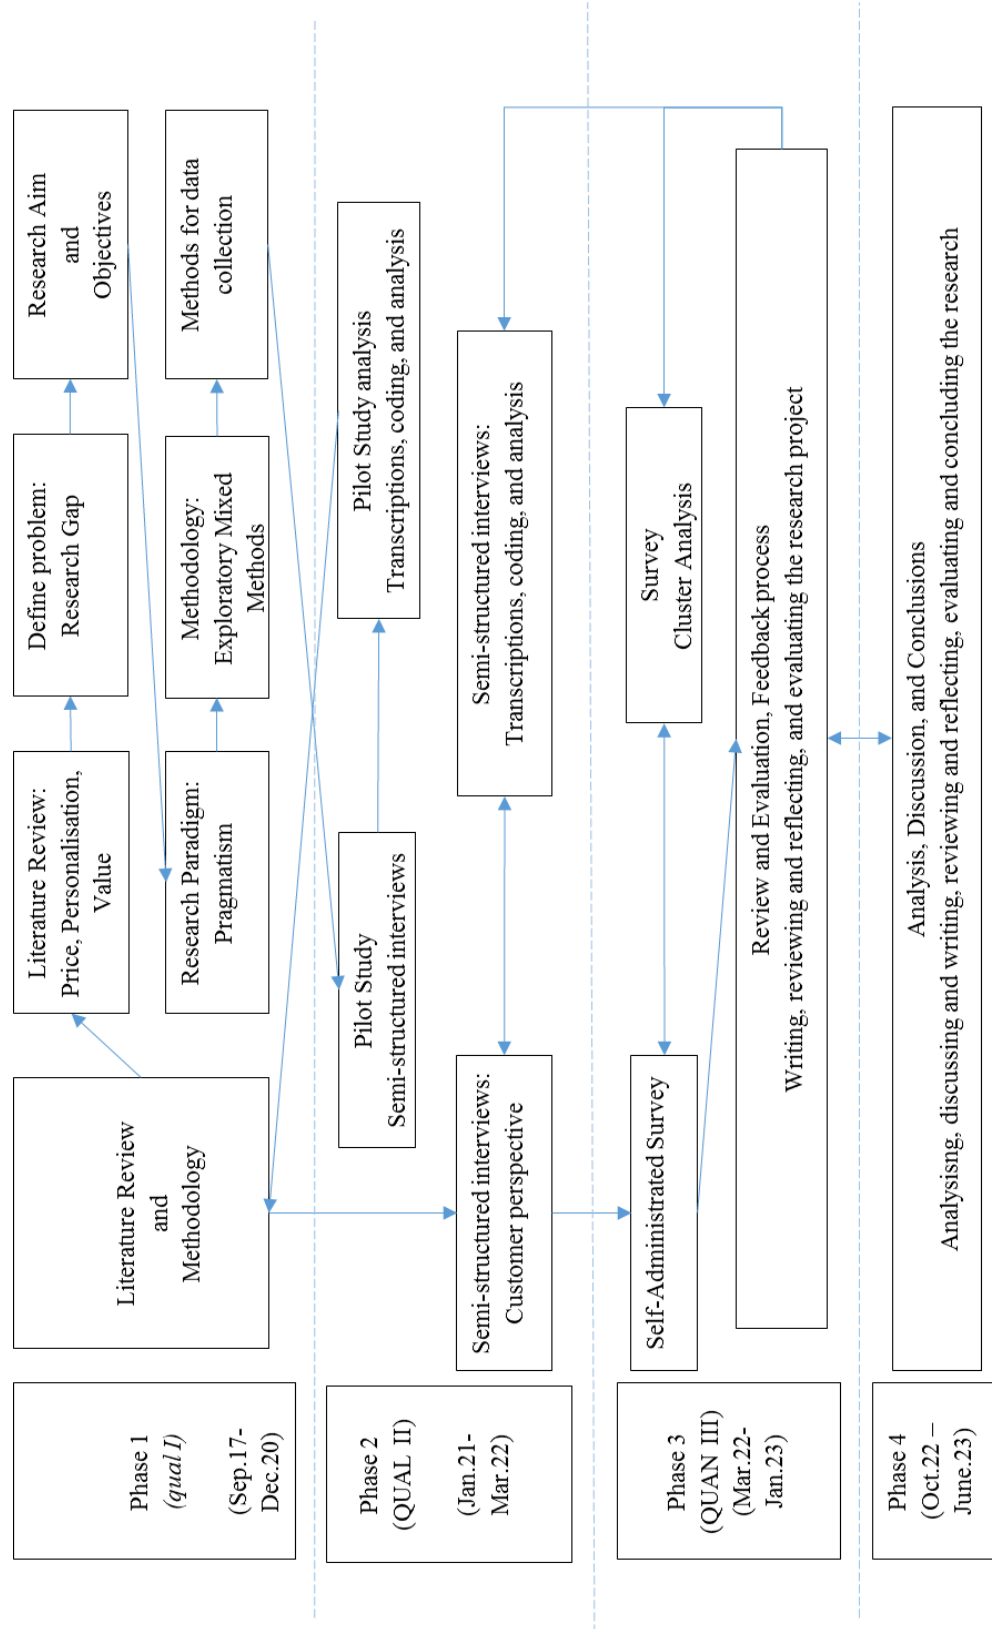 Phase 1
(qual I)
(Sep.17-
Dec.20)
Literature Review
and
Methodology
Literature Review:
Price, Personalisation,
Value
Define problem:
Research Gap
Research Aim
and
Objectives
Research Paradigm:
Pragmatism
Methodology:
Exploratory Mixed
Methods
Methods for data
collection
Phase 2
(QUAL II)
(Jan.21-
Mar.22)
Pilot Study
Semi-structured interviews
Pilot Study analysis
Transcriptions, coding, and analysis
Semi-structured interviews:
Customer perspective
Semi-structured interviews:
Transcriptions, coding, and analysis
Phase 3
(QUAN III)
(Mar.22-
Jan.23)
Self-Administrated Survey
Survey
Cluster Analysis
Review and Evaluation, Feedback process
Writing, reviewing and reflecting, and evaluating the research project
Phase 4
(Oct.22 –
June.23)
Analysis, Discussion, and Conclusions
Analysisng, discussing and writing, reviewing and reflecting, evaluating and concluding the research